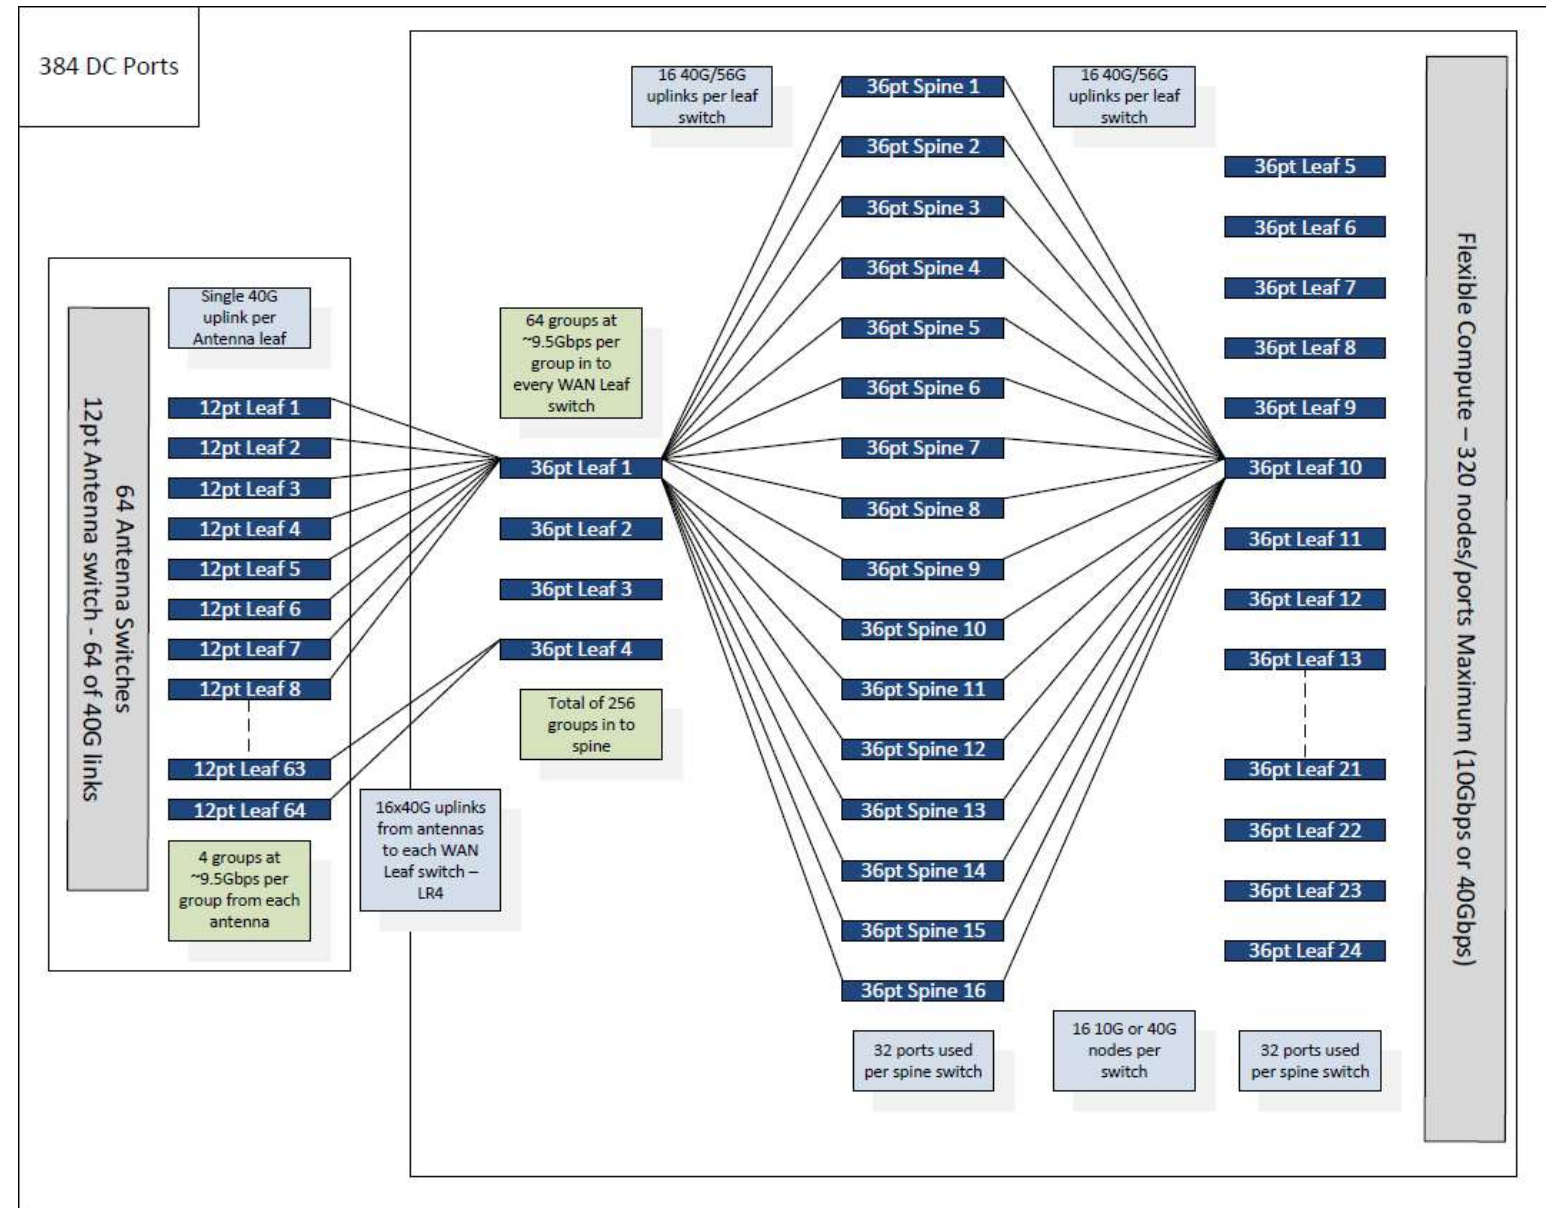 384 DC Ports
16 40G/56G
uplinks per leaf
switch
16 40G/56G
uplinks per leaf
switch
64 Antenna Switches
12pt Antenna switch - 64 of 40G links
Single 40G
uplink per
Antenna leaf
12pt Leaf 1
12pt Leaf 2
12pt Leaf 3
12pt Leaf 4
12pt Leaf 5
12pt Leaf 6
12pt Leaf 7
12pt Leaf 8
12pt Leaf 63
12pt Leaf 64
4 groups at
~9.5Gbps per
group from each
antenna
16x40G uplinks
from antennas
to each WAN
Leaf switch –
LR4
64 groups at
~9.5Gbps per
group in to
every WAN Leaf
switch
36pt Leaf 1
36pt Leaf 2
36pt Leaf 3
36pt Leaf 4
Total of 256
groups in to
spine
36pt Spine 1
36pt Spine 2
36pt Spine 3
36pt Spine 4
36pt Spine 5
36pt Spine 6
36pt Spine 7
36pt Spine 8
36pt Spine 9
36pt Spine 10
36pt Spine 11
36pt Spine 12
36pt Spine 13
36pt Spine 14
36pt Spine 15
36pt Spine 16
32 ports used
per spine switch
16 10G or 40G
nodes per
switch
36pt Leaf 5
36pt Leaf 6
36pt Leaf 7
36pt Leaf 8
36pt Leaf 9
36pt Leaf 10
36pt Leaf 11
36pt Leaf 12
36pt Leaf 13
36pt Leaf 21
36pt Leaf 22
36pt Leaf 23
36pt Leaf 24
32 ports used
per spine switch
Flexible Compute – 320 nodes/ports Maximum (10Gbps or 40Gbps)